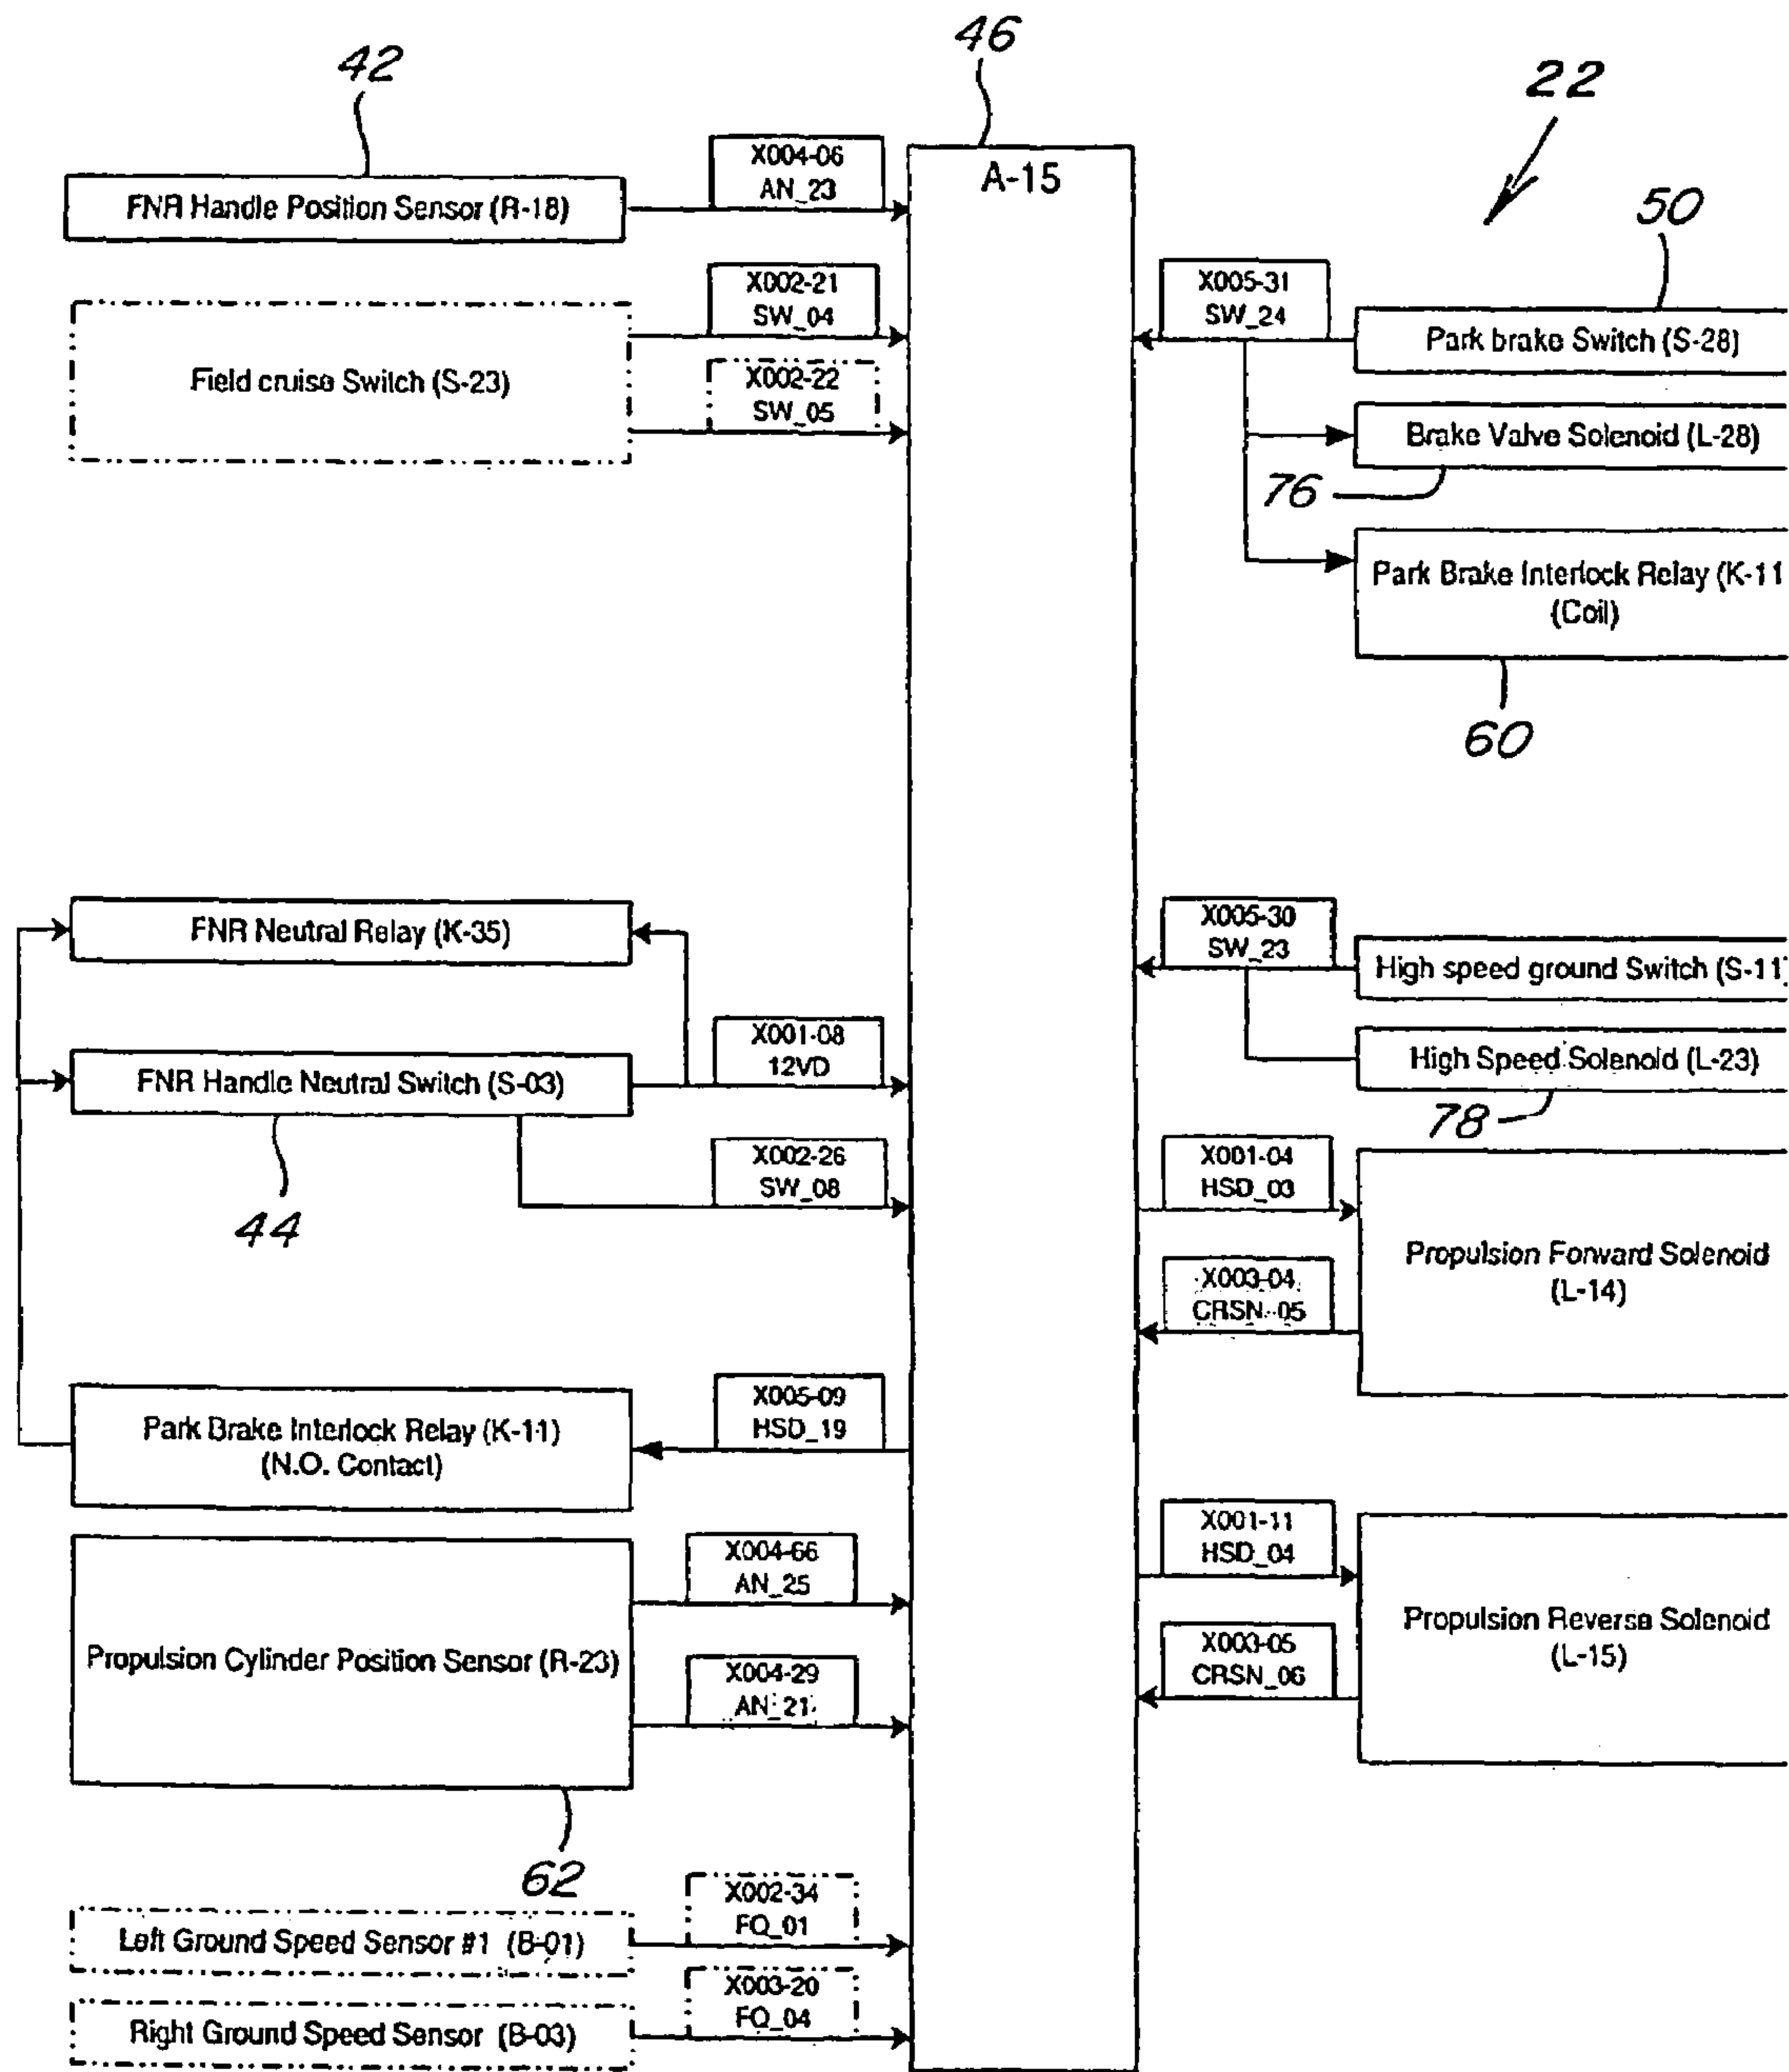 42
46
22
X004-06
AN_23
A-15
FNR Handle Position Sensor (R-18)
50
X002-21
SW_04
X005-31
SW_24
Park brake Switch (S-28)
Field cruise Switch (S-23)
X002-22
SW_05
Brake Valve Solenoid (L-28)
76
Park Brake Interlock Relay (K-11
(Coil)
60
FNR Neutral Relay (K-35)
X005-30
SW_23
High speed ground Switch (S-11)
X001-08
12VD
FNR Handle Neutral Switch (S-03)
High Speed Solenoid (L-23)
78
44
X002-26
SW_08
X001-04
HSD_03
Propulsion Forward Solenoid
(L-14)
X003-04
CRSN_05
Park Brake Interlock Relay (K-11)
(N.O. Contact)
X005-09
HSD_19
X004-66
AN_25
X001-11
HSD_04
Propulsion Cylinder Position Sensor (R-23)
Propulsion Reverse Solenoid
(L-15)
X004-29
AN_21
X003-05
CRSN_06
62
X002-34
FQ_01
Left Ground Speed Sensor #1 (B-01)
X003-20
FQ_04
Right Ground Speed Sensor (B-03)